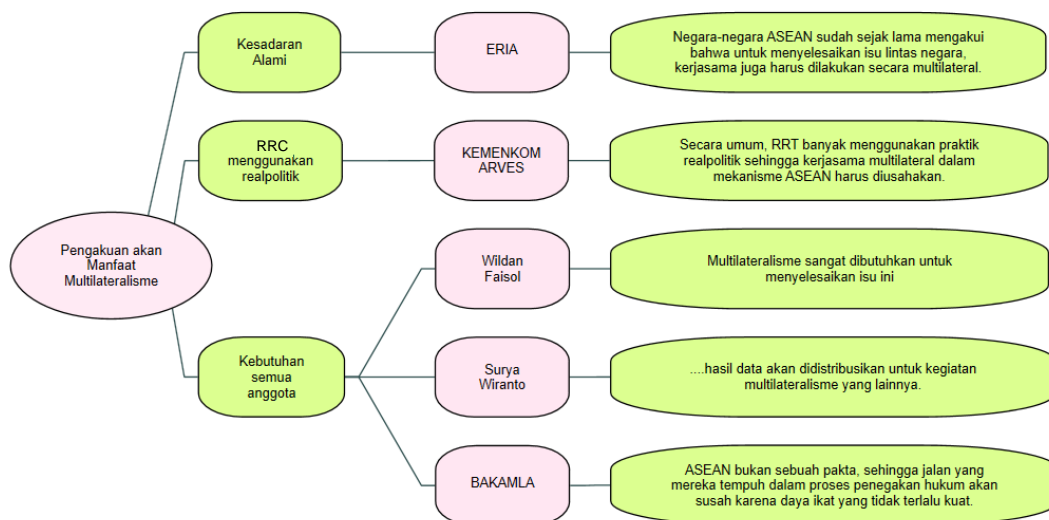 Kesadaran
Alami
ERIA
Negara-negara ASEAN sudah sejak lama mengakui
bahwa untuk menyelesaikan isu lintas negara,
kerjasama juga harus dilakukan secara multilateral.
RRC
menggunakan
realpolitik
KEMENKOM
ARVES
Secara umum, RRT banyak menggunakan praktik
realpolitik sehingga kerjasama multilateral dalam
mekanisme ASEAN harus diusahakan.
Pengakuan akan
Manfaat
Multilateralisme
Wildan
Faisol
Multilateralisme sangat dibutuhkan untuk
menyelesaikan isu ini
Kebutuhan
semua
anggota
Surya
Wiranto
....hasil data akan didistribusikan untuk kegiatan
multilateralisme yang lainnya.
BAKAMLA
ASEAN bukan sebuah pakta, sehingga jalan yang
mereka tempuh dalam proses penegakan hukum akan
susah karena daya ikat yang tidak terlalu kuat.